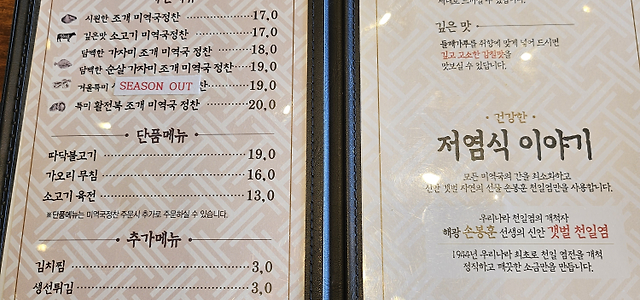 시원한 조개 미역국정찬 17.0
깊은맛 소고기 미역국정찬 17.0
담백한 가자미 조개 미역국 정찬 18.0
담백한 순살 가자미 조개 미역국 정찬 19.0
겨울특미 SEASON OUT 찬 19.0
특미 활전복 조개 미역국 정찬 20.0
단품메뉴
따닥불고기 19.0
가오리 무침 16.0
소고기 육전 13.0
※ 단품메뉴는 미역국정찬 주문시 추가로 주문하실 수 있습니다.
추가메뉴
김치찜 3.0
생선튀김 3.0
깊은 맛
들깨가루를 취향에 맞게 넣어 드시면
깊고 고소한 감칠맛을
맛보실 수 있답니다.
건강한
저염식 이야기
모든 미역국의 간을 최소화하고
신안 갯벌 자연의 선물 손봉훈 천일염만을 사용합니다.
우리나라 천일염의 개척자
해광 손봉훈 선생의 신안 갯벌 천일염
1944년 우리나라 최초로 천일 염전을 개척
정직하고 깨끗한 소금만을 만듭니다.